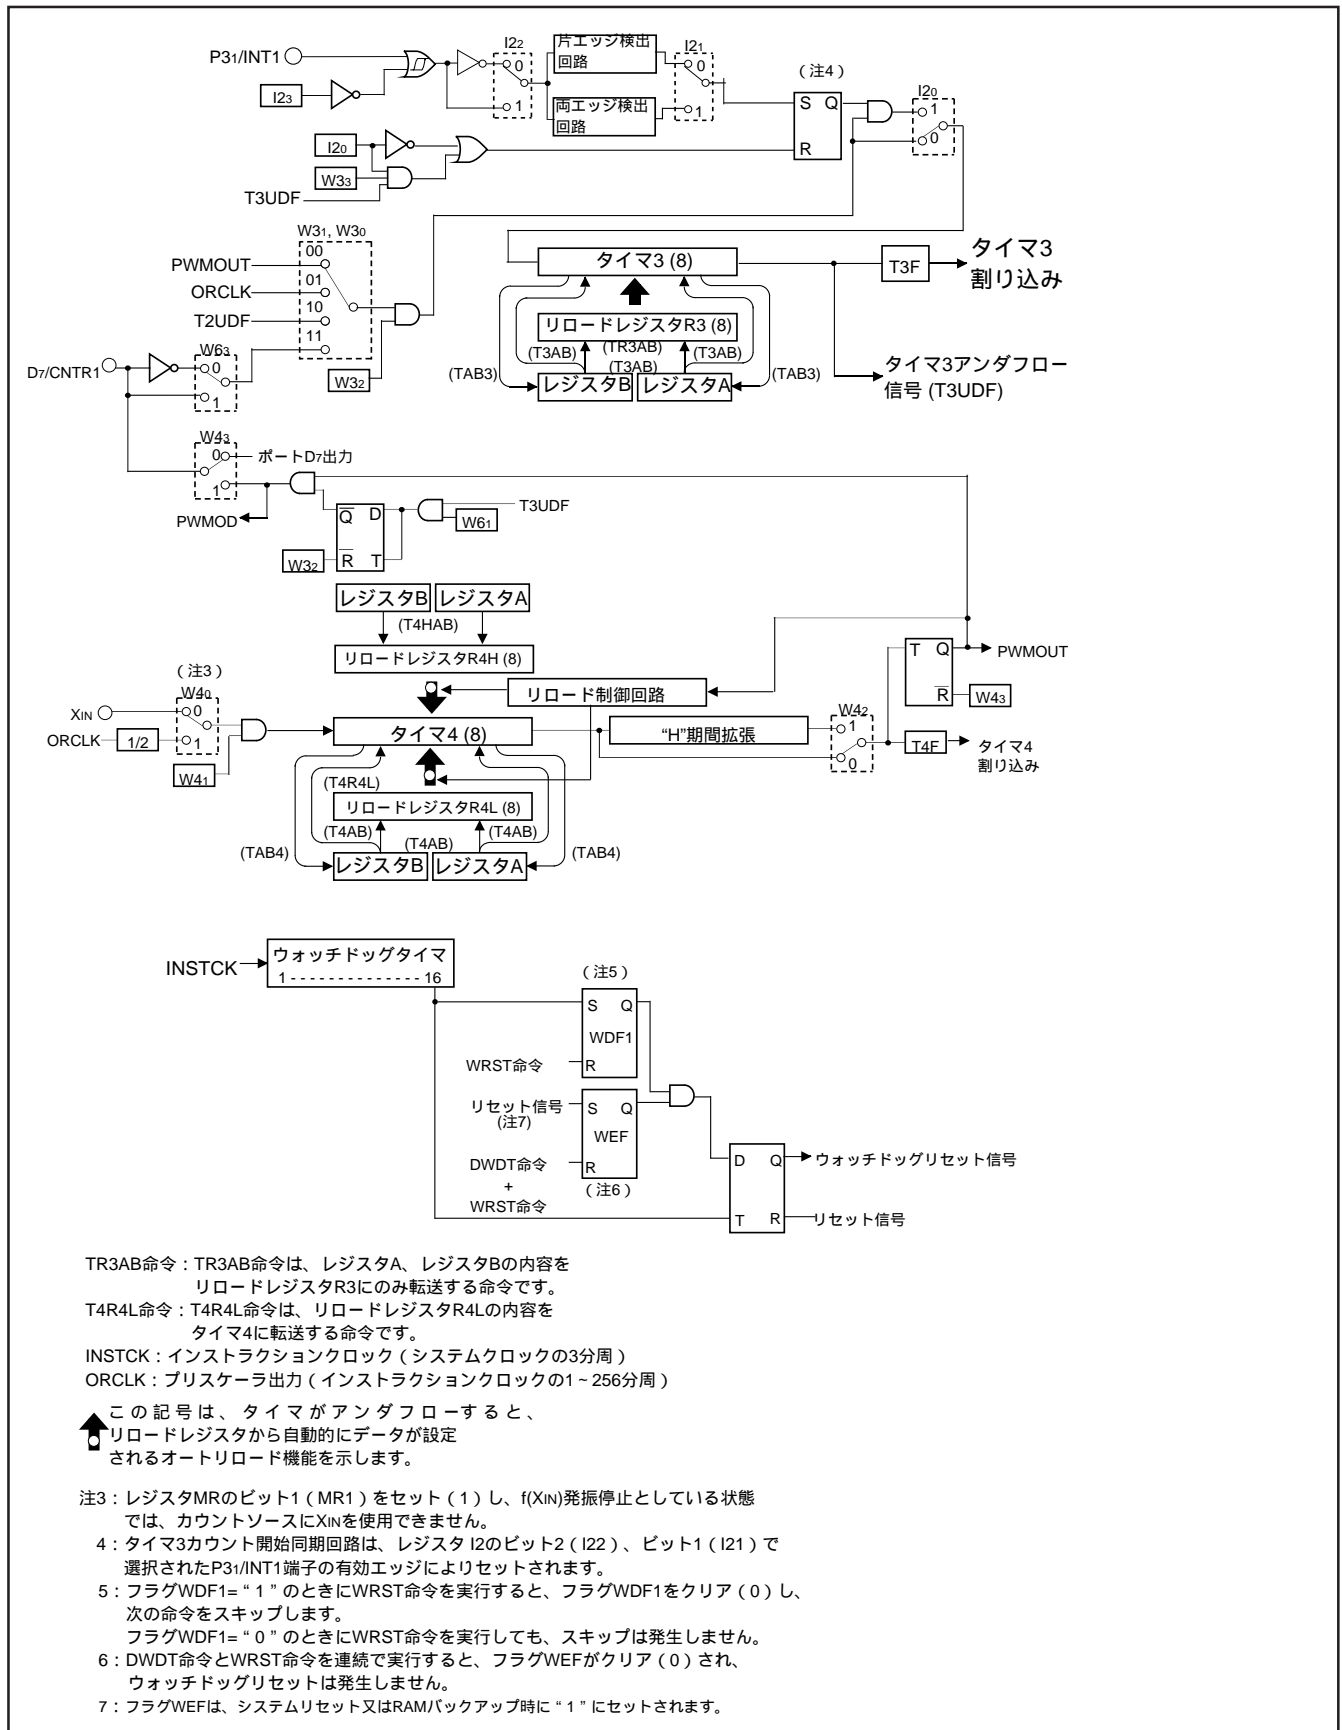 P31/INT1
I23
I22
0
1
片エッジ検出
回路
両エッジ検出
回路
I21
0
1
（注4）
S Q
R
I20
1
0
I20
W33
T3UDF
W31, W30
00
01
10
11
PWMOUT
ORCLK
T2UDF
W32
D7/CNTR1
W63
0
1
タイマ3 (8)
リロードレジスタR3 (8)
(T3AB)
(TR3AB)
(T3AB)
(T3AB)
(TAB3)
レジスタB
レジスタA
(TAB3)
T3F
タイマ3
割り込み
タイマ3アンダフロー
信号 (T3UDF)
W43
0
1
ポートD7出力
PWMOD
Q D
R T
W32
T3UDF
W61
レジスタB
レジスタA
(T4HAB)
リロードレジスタR4H (8)
リロード制御回路
（注3）
W40
0
1
XIN
ORCLK
1/2
W41
タイマ4 (8)
(T4R4L)
リロードレジスタR4L (8)
(T4AB)
(T4AB)
(T4AB)
(TAB4)
レジスタB
レジスタA
(TAB4)
“H”期間拡張
W42
1
0
T Q
R
PWMOUT
W43
T4F
タイマ4
割り込み
INSTCK
ウォッチドッグタイマ
1 - - - - - - - - - - - - - - 16
（注5）
S Q
WDF1
R
WRST命令
リセット信号
(注7)
S Q
WEF
R
（注6）
DWDT命令
+
WRST命令
D Q
T R
ウォッチドッグリセット信号
リセット信号
TR3AB命令：TR3AB命令は、レジスタA、レジスタBの内容を
リロードレジスタR3にのみ転送する命令です。
T4R4L命令：T4R4L命令は、リロードレジスタR4Lの内容を
タイマ4に転送する命令です。
INSTCK：インストラクションクロック（システムクロックの3分周）
ORCLK：プリスケーラ出力（インストラクションクロックの1～256分周）
この記号は、タイマがアンダフローすると、
リロードレジスタから自動的にデータが設定
されるオートリロード機能を示します。
注3：レジスタMRのビット1（MR1）をセット（1）し、f(XIN)発振停止としている状態
では、カウントソースにXINを使用できません。
4：タイマ3カウント開始同期回路は、レジスタ I2のビット2（I22）、ビット1（I21）で
選択されたP31/INT1端子の有効エッジによりセットされます。
5：フラグWDF1= “ 1 ” のときにWRST命令を実行すると、フラグWDF1をクリア（0）し、
次の命令をスキップします。
フラグWDF1= “ 0 ” のときにWRST命令を実行しても、スキップは発生しません。
6：DWDT命令とWRST命令を連続で実行すると、フラグWEFがクリア（0）され、
ウォッチドッグリセットは発生しません。
7：フラグWEFは、システムリセット又はRAMバックアップ時に “ 1 ” にセットされます。